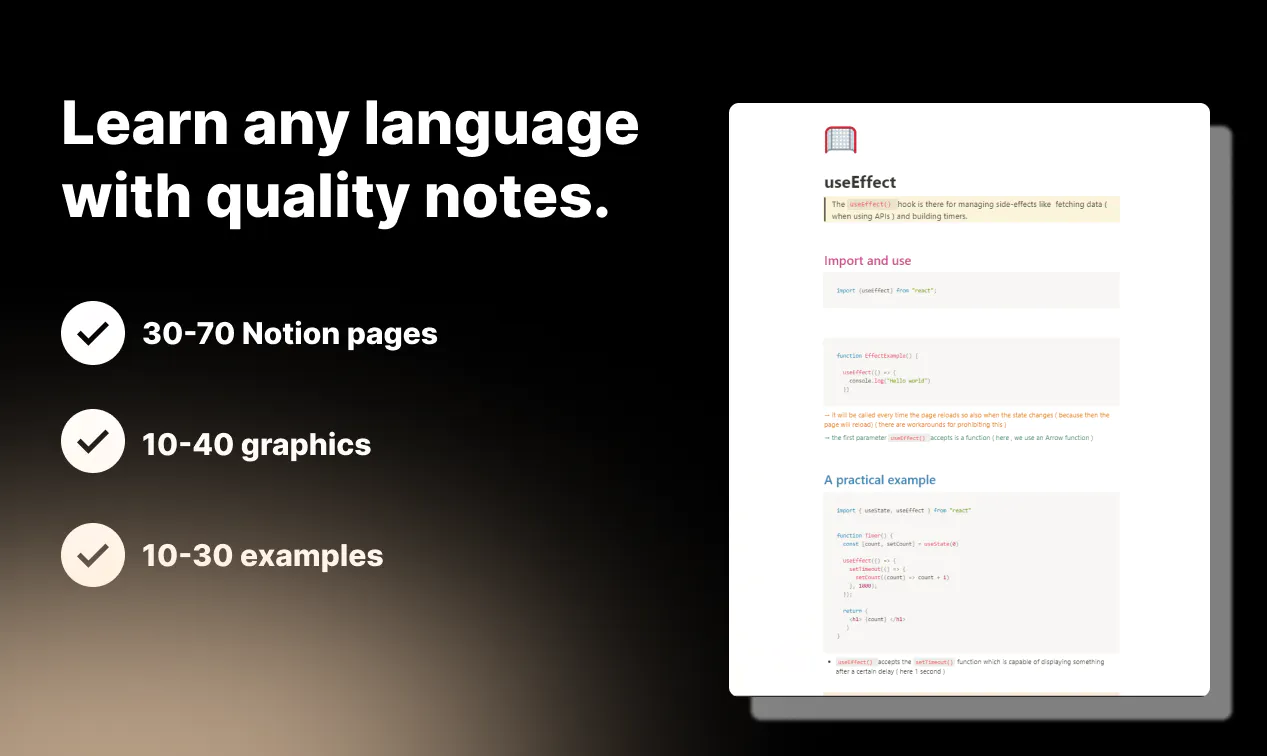 Learn any language
with quality notes.
30-70 Notion pages
10-40 graphics
10-30 examples
useEffect
The useEffect() hook is there for managing side-effects like fetching data (
when using APIs ) and building timers.
Import and use
import {useEffect} from "react";
function EffectExample() {
useEffect(() => {
console.log("Hello world")
})
→ it will be called every time the page reloads so also when the state changes ( because then the
page will reload) ( there are workarounds for prohibiting this )
→ the first parameter useEffect() accepts is a function ( here , we use an Arrow function )
A practical example
import { useState, useEffect } from "react"
function Timer() {
const [count, setCount] = useState(0)
useEffect(() => {
setTimeout(() => {
setCount((count) => count + 1)
}, 1000);
});
return (
<h1> {count} </h1>
)
}
• useEffect() accepts the setTimeout() function which is capable of displaying something
after a certain delay ( here 1 second )